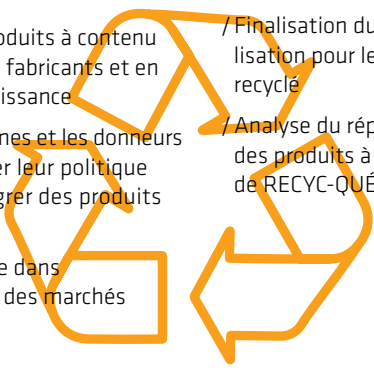 oduits à contenu
fabricants et en
issance
mes et les donneurs
er leur politique
grer des produits
e dans
des marchés
/ Finalisation du
lisation pour le
recyclé
/ Analyse du rép
des produits à
de RECYC-QUÉ